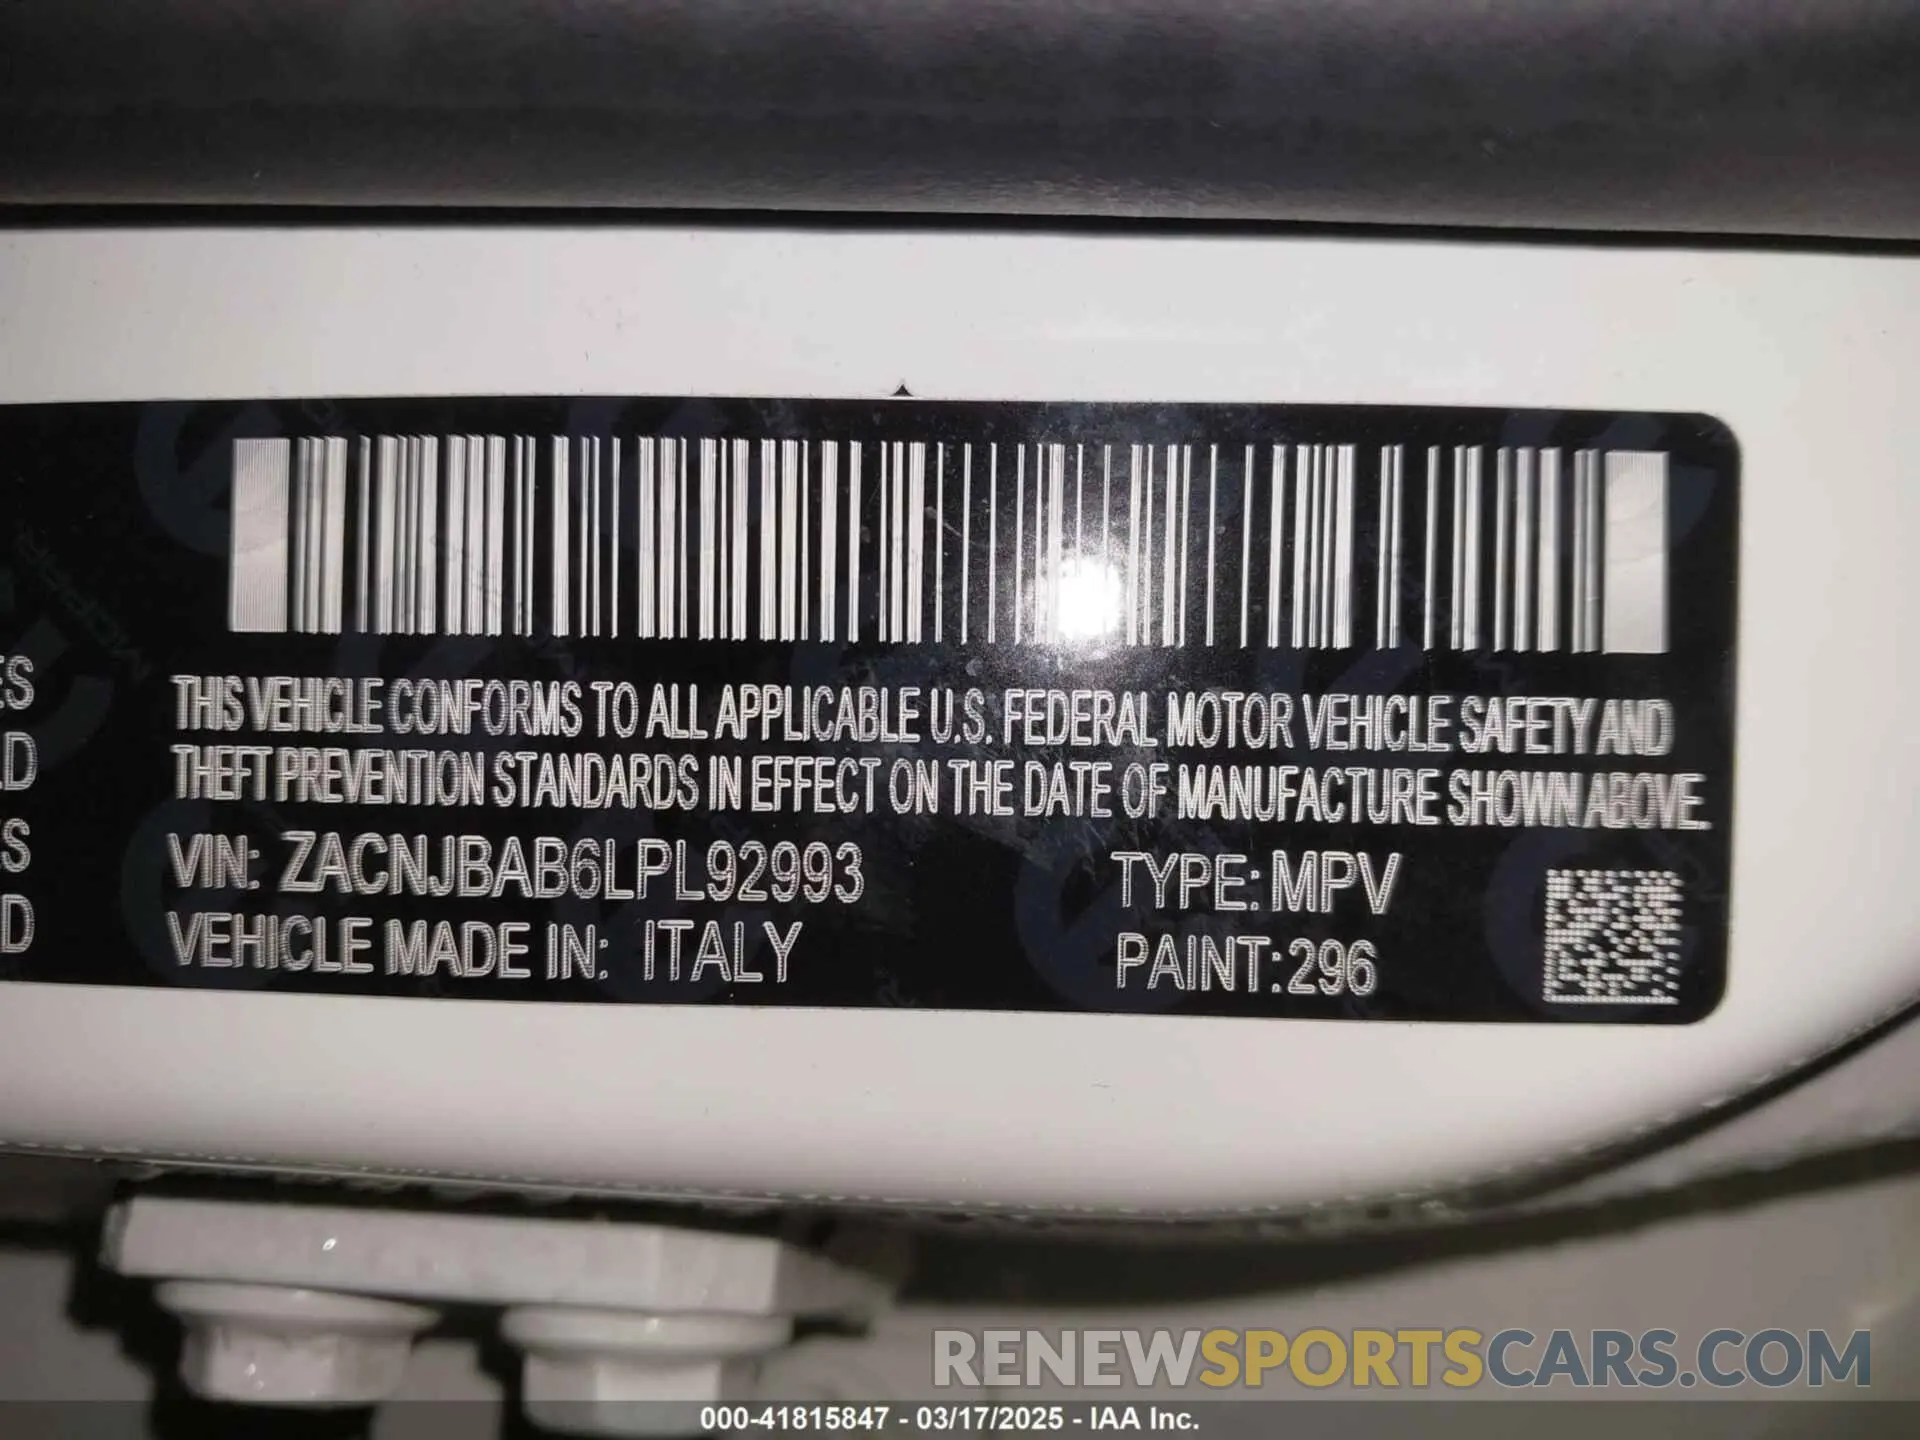 THIS VEHICLE CONFORMS TO ALL APPLICABLE U.S. FEDERAL MOTOR VEHICLE SAFETY AND
THEFT PREVENTION STANDARDS IN EFFECT ON THE DATE OF MANUFACTURE SHOWN ABOVE.
VIN: ZACNJBAB6LPL92993 TYPE: MPV
VEHICLE MADE IN: ITALY PAINT:296
RENEWSPORTSCARS.COM
000-41815847 - 03/17/2025 - IAA Inc.